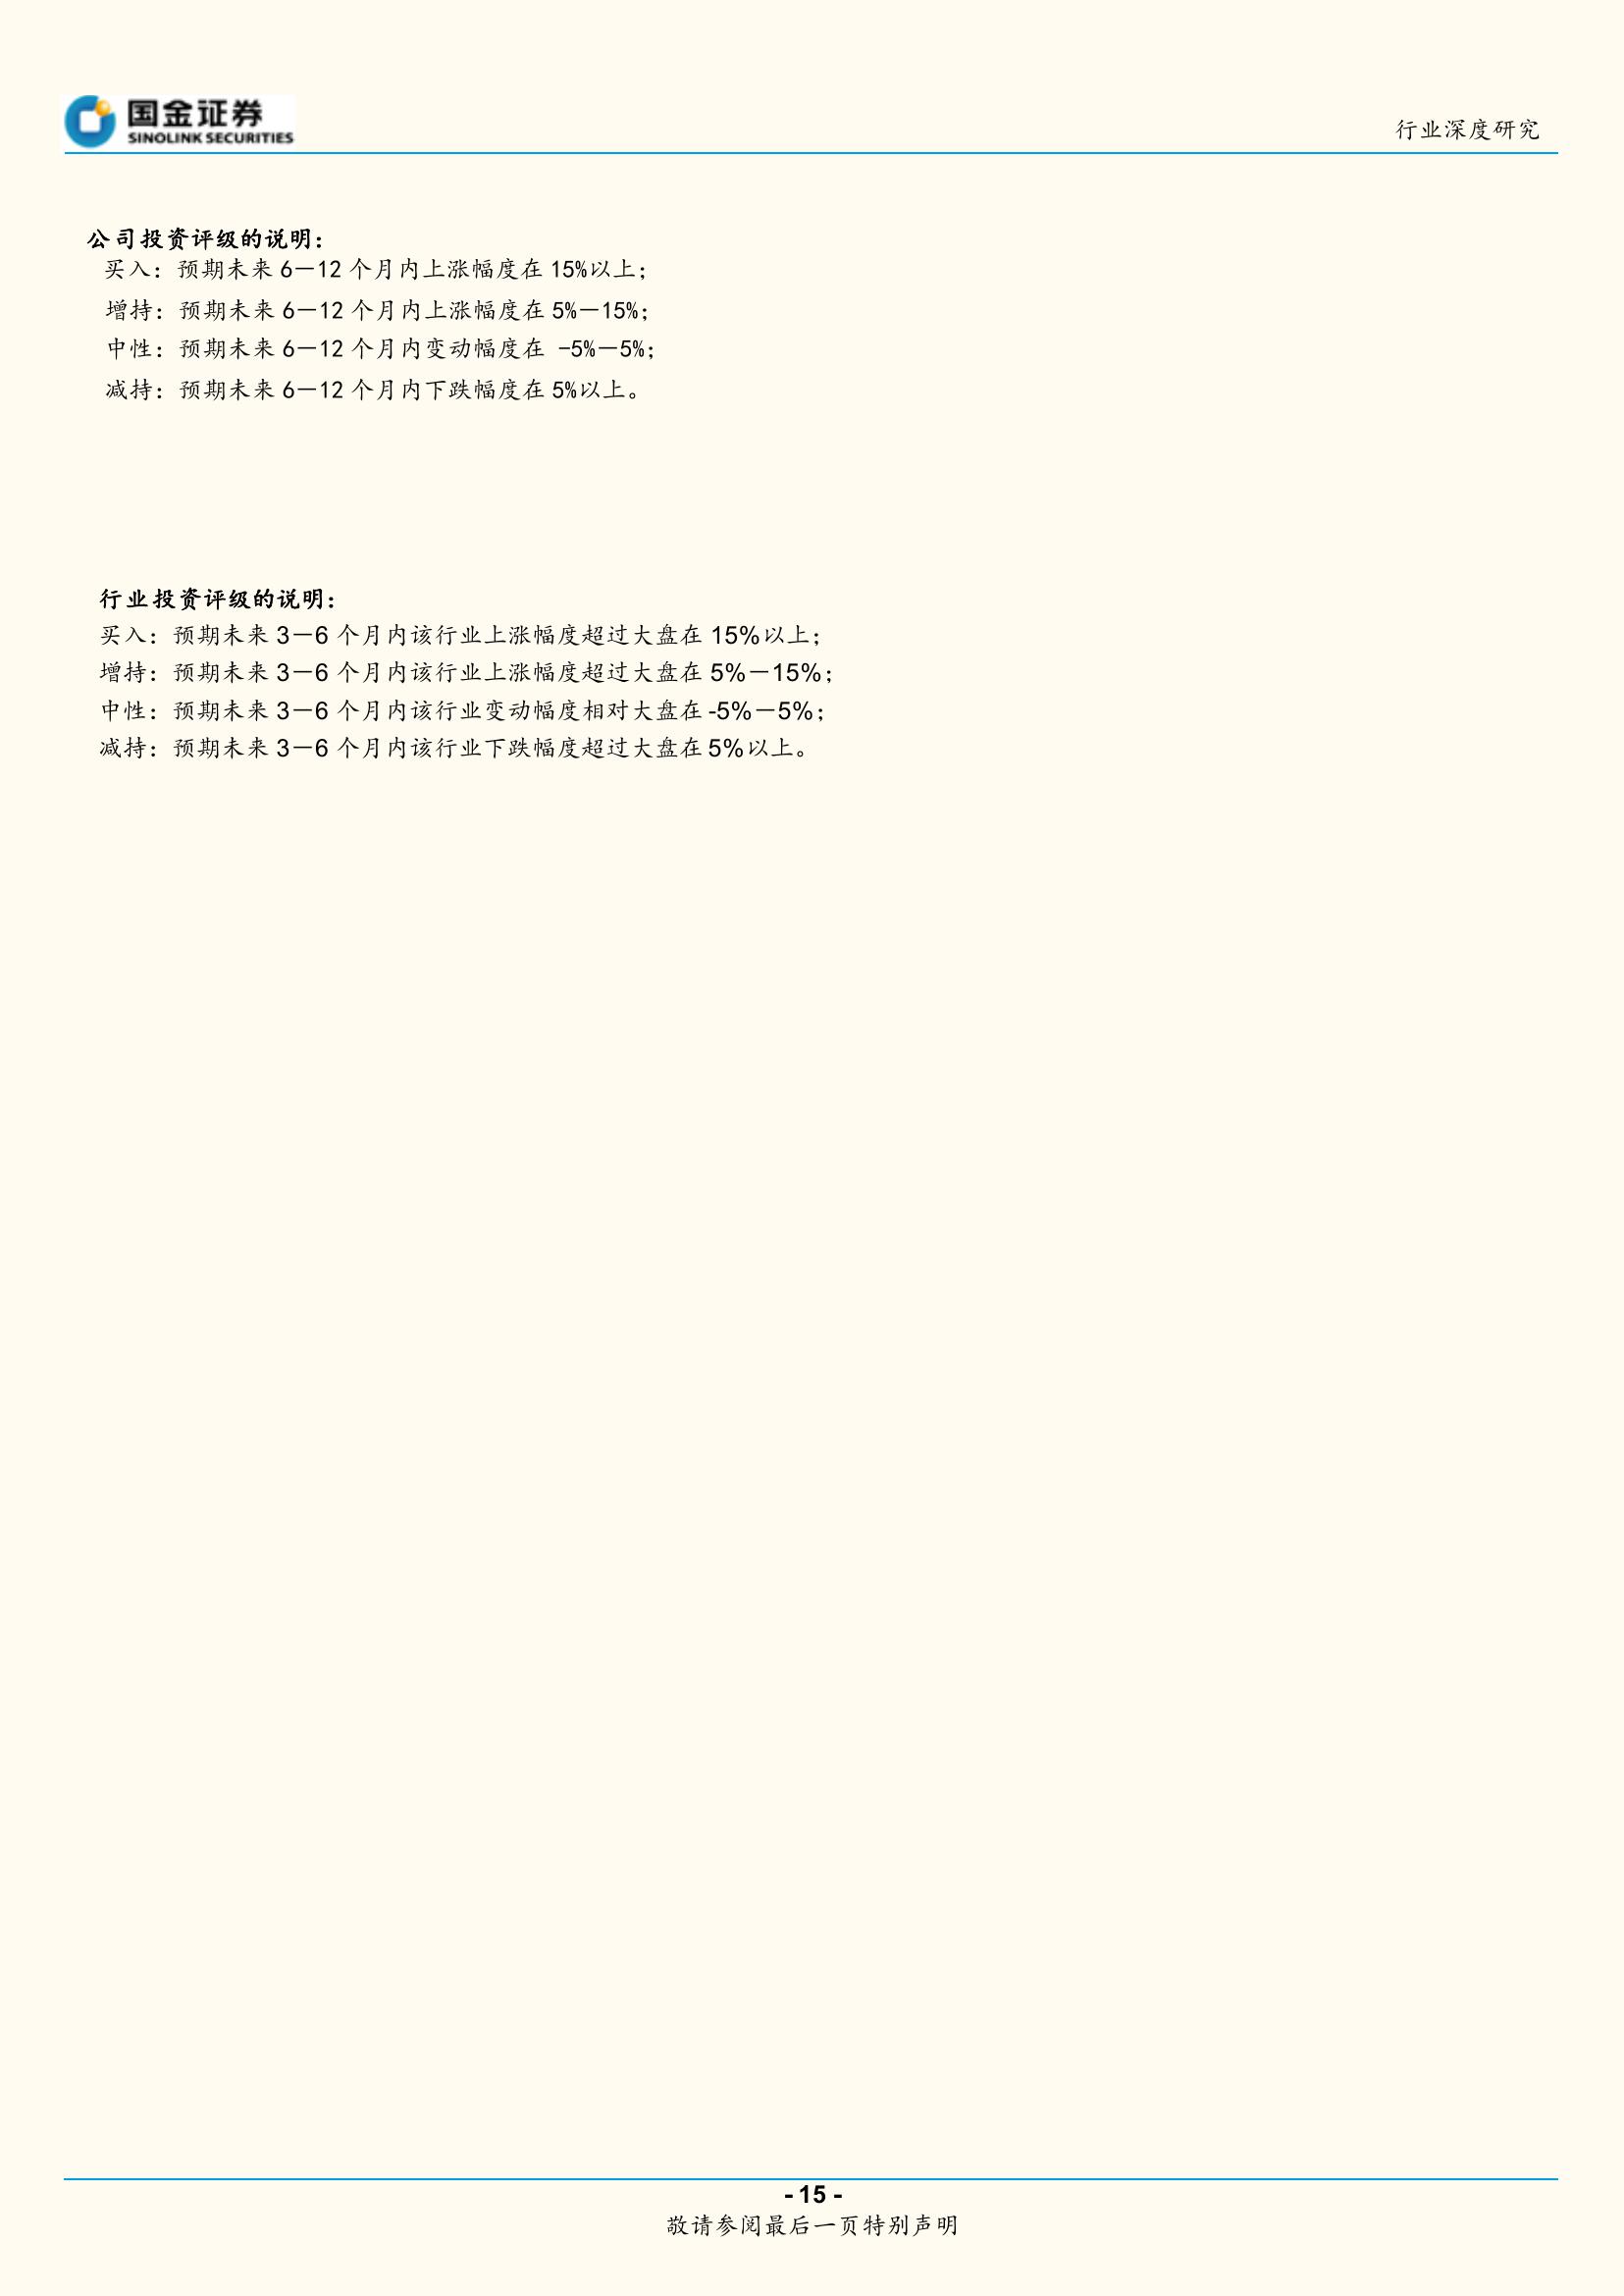 国金证券
SINOLINK SECURITIES
行业深度研究
公司投资评级的说明：
买入：预期未来 6－12 个月内上涨幅度在 15%以上；
增持：预期未来 6－12 个月内上涨幅度在 5%－15%；
中性：预期未来 6－12 个月内变动幅度在 -5%－5%；
减持：预期未来 6－12 个月内下跌幅度在 5%以上。
行业投资评级的说明：
买入：预期未来 3－6 个月内该行业上涨幅度超过大盘在 15%以上；
增持：预期未来 3－6 个月内该行业上涨幅度超过大盘在 5%－15%；
中性：预期未来 3－6 个月内该行业变动幅度相对大盘在 -5%－5%；
减持：预期未来 3－6 个月内该行业下跌幅度超过大盘在 5%以上。
- 15 -
敬请参阅最后一页特别声明